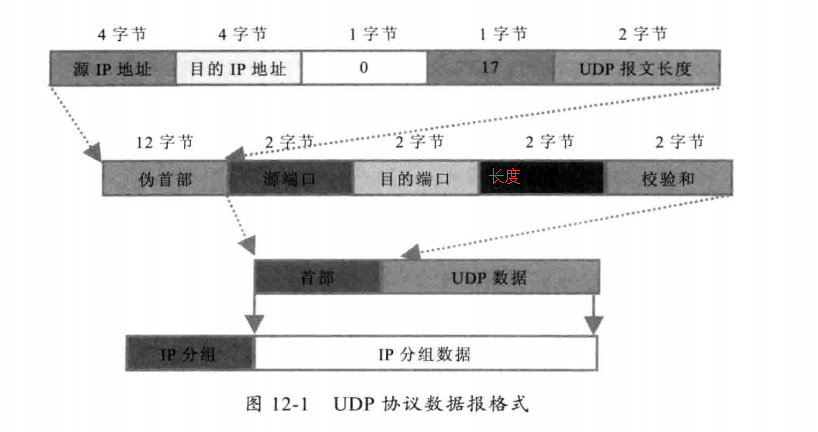 4 字节 4 字节 1 字节 1 字节 2 字节
源 IP 地址 目的 IP 地址 0 17 UDP 报文长度
12 字节 2 字节 2 字节 2 字节 2 字节
伪首部 源端口 目的端口 长度 校验和
首部 UDP 数据
IP 分组 IP 分组数据
图 12-1 UDP 协议数据报格式